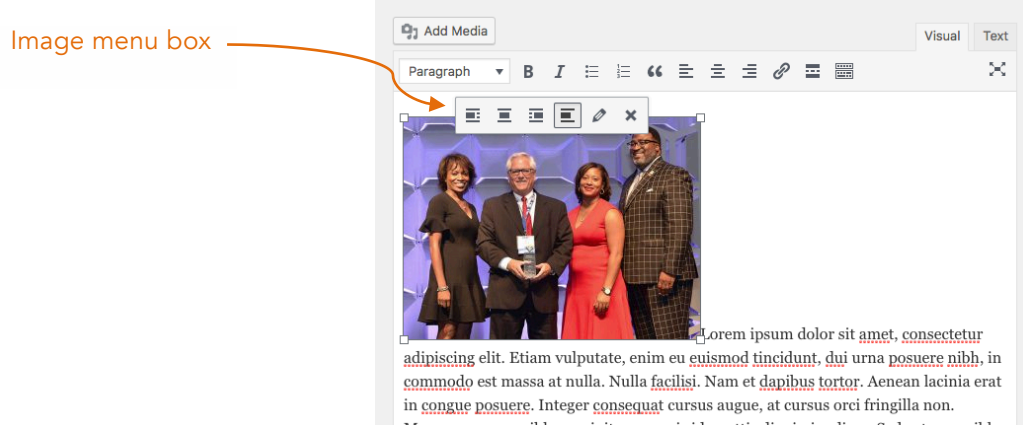 Image menu box
Add Media
Visual
Text
Paragraph
Lorem ipsum dolor sit amet, consectetur
adipiscing elit. Etiam vulputate, enim eu euismod tincidunt, dui urna posuere nibh, in
commodo est massa at nulla. Nulla facilisi. Nam et dapibus tortor. Aenean lacinia erat
in congue posuere. Integer consequat cursus augue, at cursus orci fringilla non.